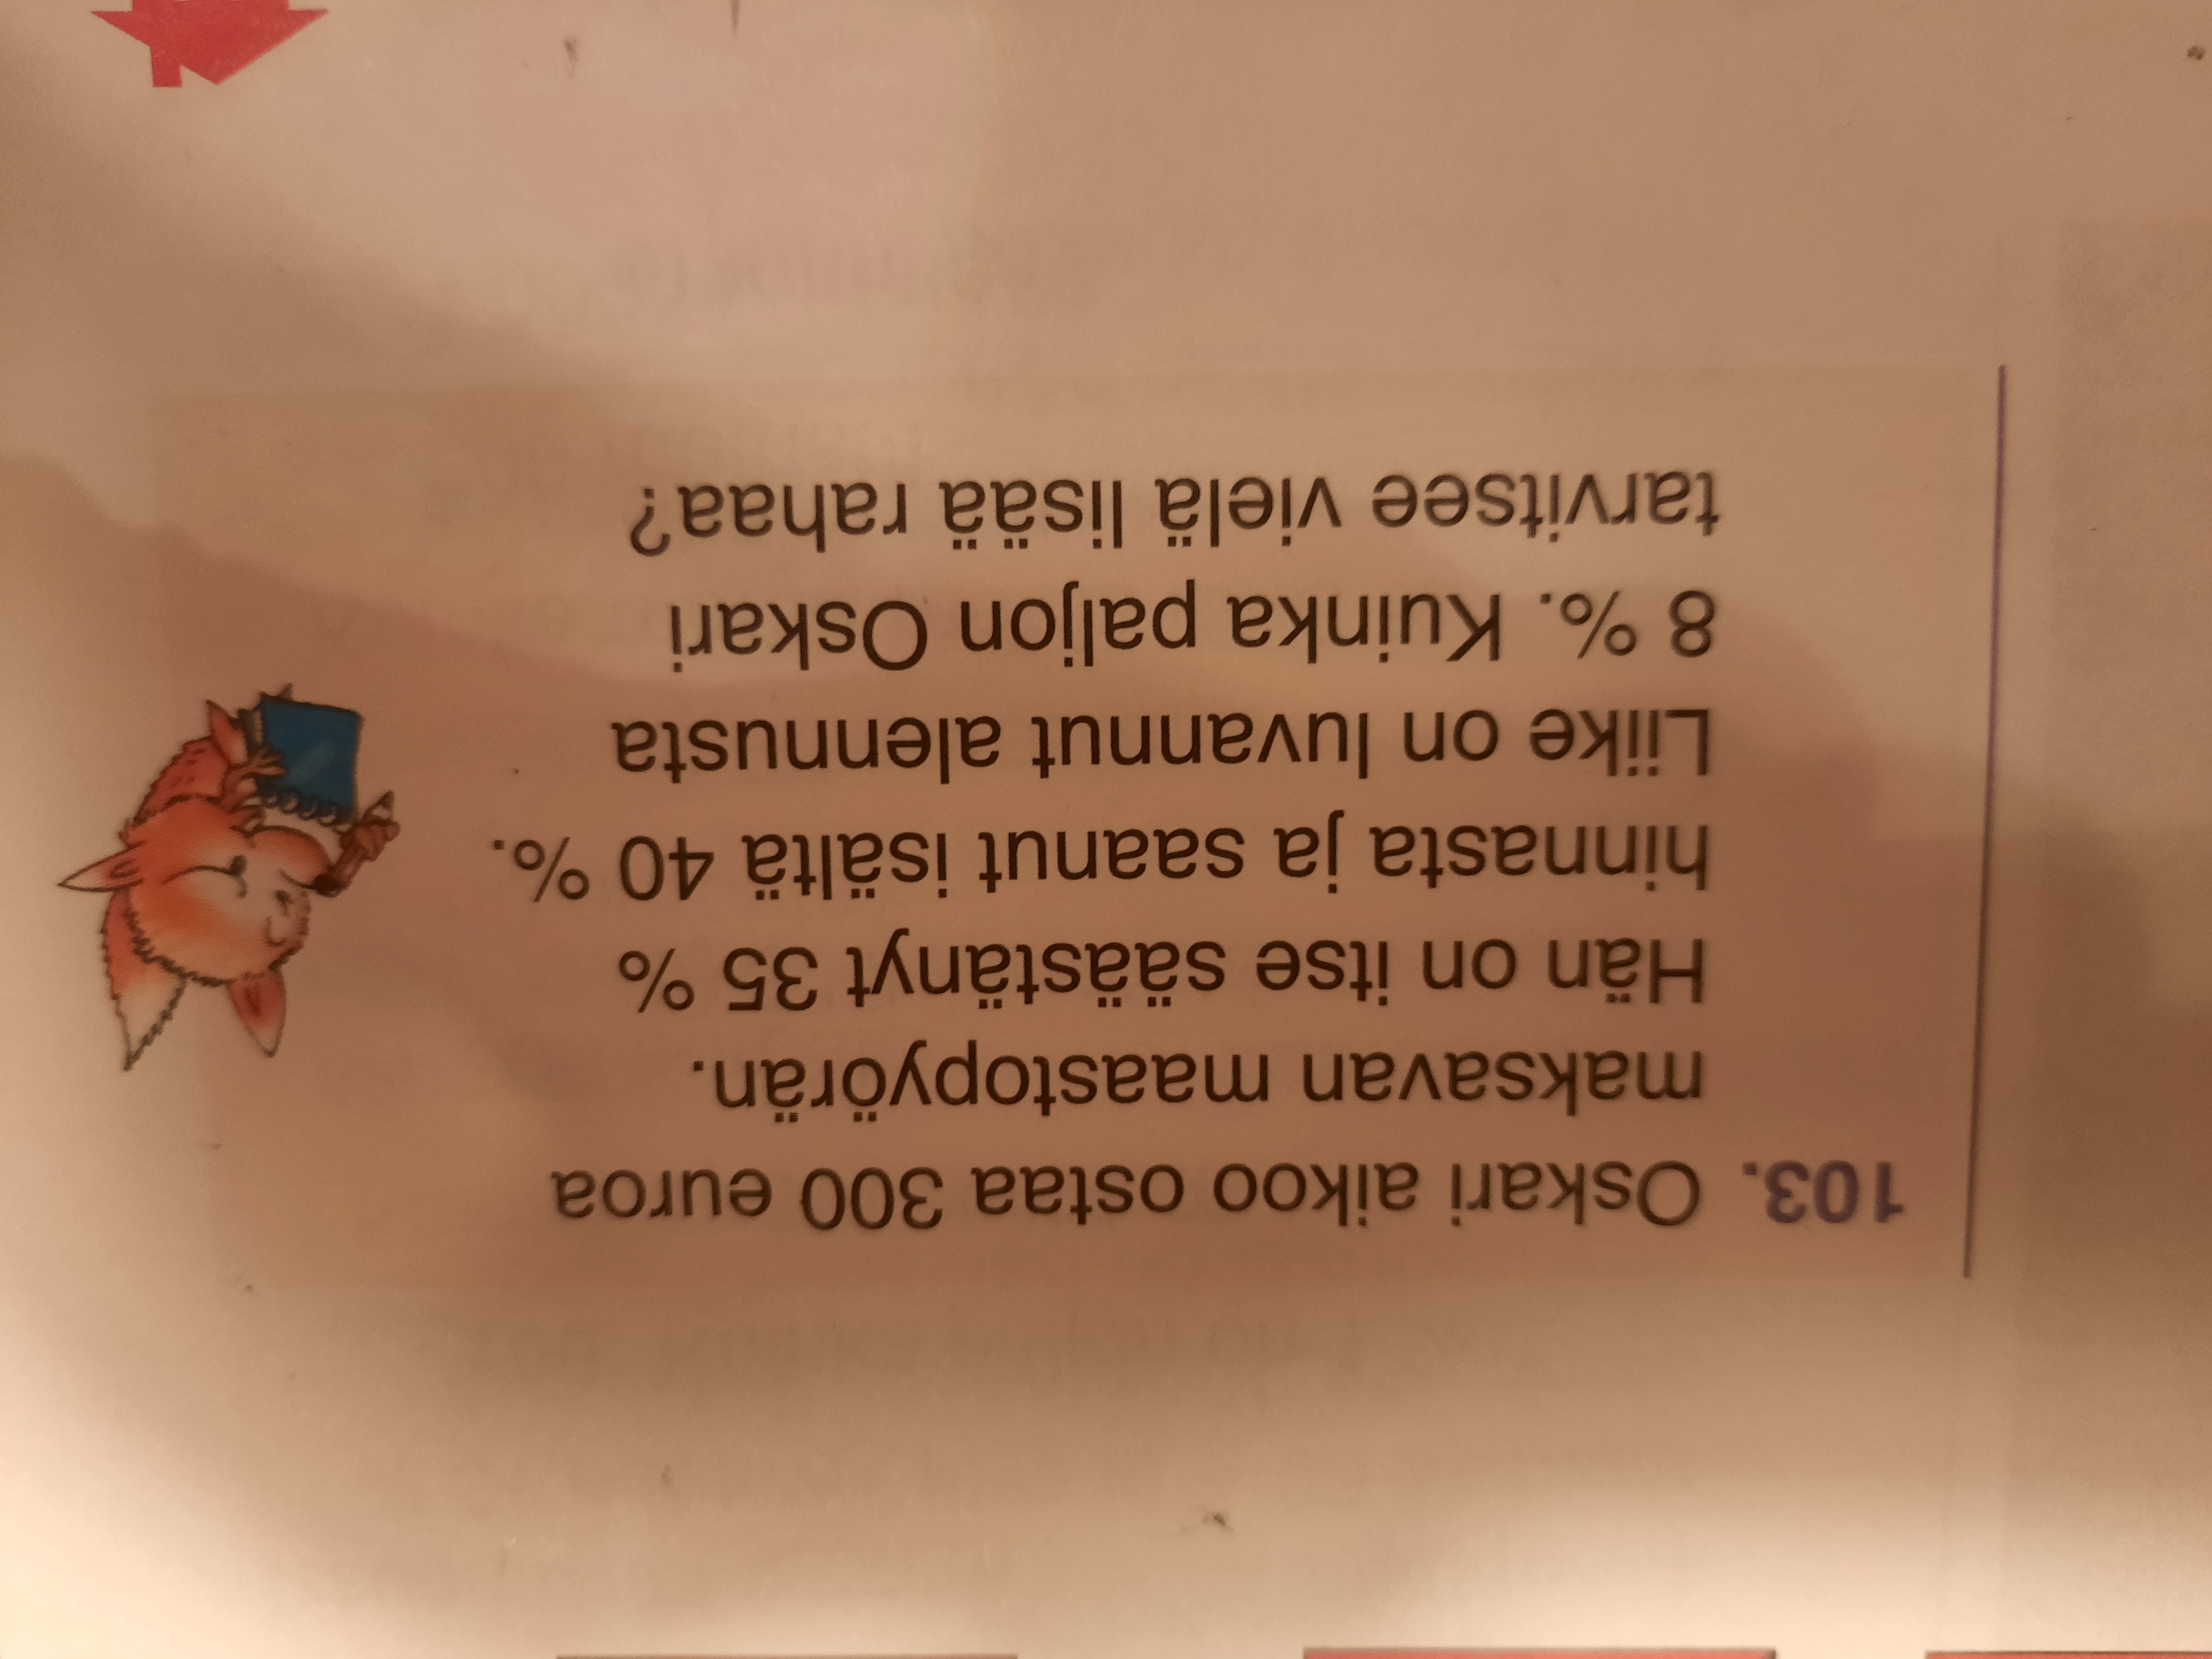 103. Oskari aikoo ostaa 300 euroa
maksavan maastopyörän.
Hän on itse säästänyt 35 %
hinnasta ja saanut isältä 40 %.
Liike on luvannut alennusta
8 %. Kuinka paljon Oskari
tarvitsee vielä lisää rahaa?